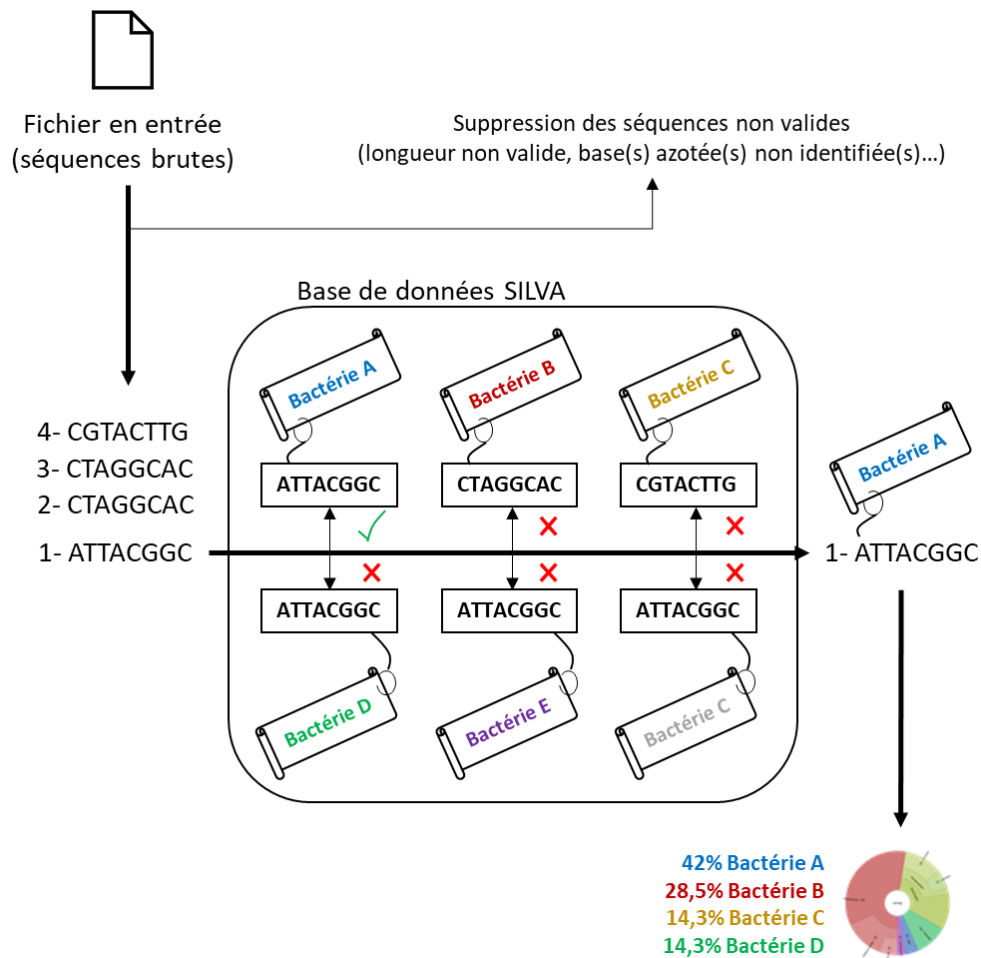 Fichier en entrée
(séquences brutes)
Suppression des séquences non valides
(longueur non valide, base(s) azotée(s) non identifiée(s)...)
Base de données SILVA
Bactérie A
Bactérie B
Bactérie C
4- CGTACTTG
3- CTAGGCAC
2- CTAGGCAC
1- ATTACGGC
ATTACGGC
CTAGGCAC
CGTACTTG
Bactérie A
1- ATTACGGC
ATTACGGC
ATTACGGC
ATTACGGC
Bactérie D
Bactérie E
Bactérie C
42% Bactérie A
28,5% Bactérie B
14,3% Bactérie C
14,3% Bactérie D